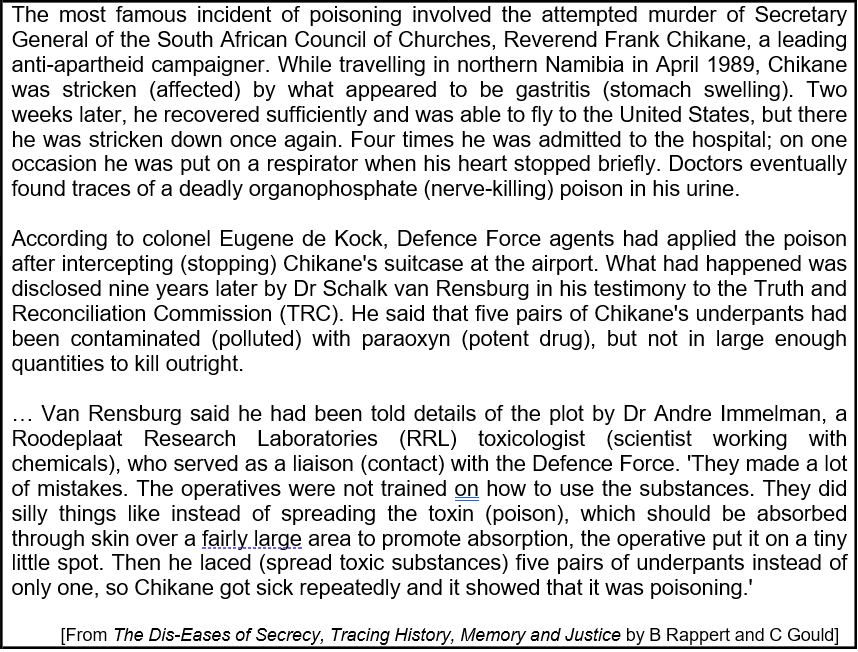 The most famous incident of poisoning involved the attempted murder of Secretary
General of the South African Council of Churches, Reverend Frank Chikane, a leading
anti-apartheid campaigner. While travelling in northern Namibia in April 1989, Chikane
was stricken (affected) by what appeared to be gastritis (stomach swelling). Two
weeks later, he recovered sufficiently and was able to fly to the United States, but there
he was stricken down once again. Four times he was admitted to the hospital; on one
occasion he was put on a respirator when his heart stopped briefly. Doctors eventually
found traces of a deadly organophosphate (nerve-killing) poison in his urine.

According to colonel Eugene de Kock, Defence Force agents had applied the poison
after intercepting (stopping) Chikane's suitcase at the airport. What had happened was
disclosed nine years later by Dr Schalk van Rensburg in his testimony to the Truth and
Reconciliation Commission (TRC). He said that five pairs of Chikane's underpants had
been contaminated (polluted) with paraoxyn (potent drug), but not in large enough
quantities to kill outright.

… Van Rensburg said he had been told details of the plot by Dr Andre Immelman, a
Roodeplaat Research Laboratories (RRL) toxicologist (scientist working with
chemicals), who served as a liaison (contact) with the Defence Force. 'They made a lot
of mistakes. The operatives were not trained on how to use the substances. They did
silly things like instead of spreading the toxin (poison), which should be absorbed
through skin over a fairly large area to promote absorption, the operative put it on a tiny
little spot. Then he laced (spread toxic substances) five pairs of underpants instead of
only one, so Chikane got sick repeatedly and it showed that it was poisoning.'

[From The Dis-Eases of Secrecy, Tracing History, Memory and Justice by B Rappert and C Gould]